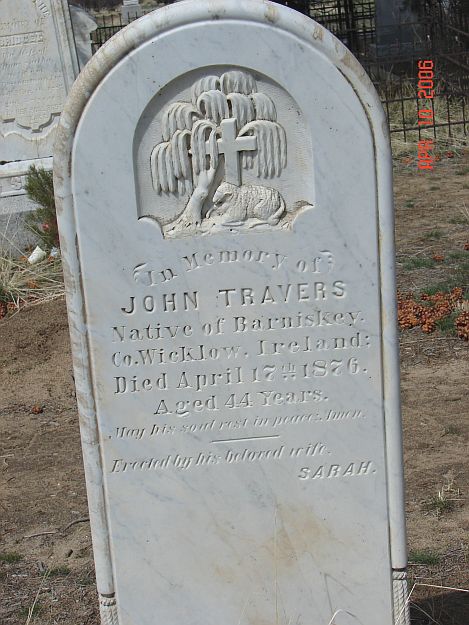 In Memory of
JOHN TRAVERS
Native of Barniskey.
Co. Wicklow. Ireland;
Died April 17th 1876.
Aged 44 Years.
May his soul rest in peace. Amen.
Erected by his beloved wife.
SARAH.
APR 10 2006